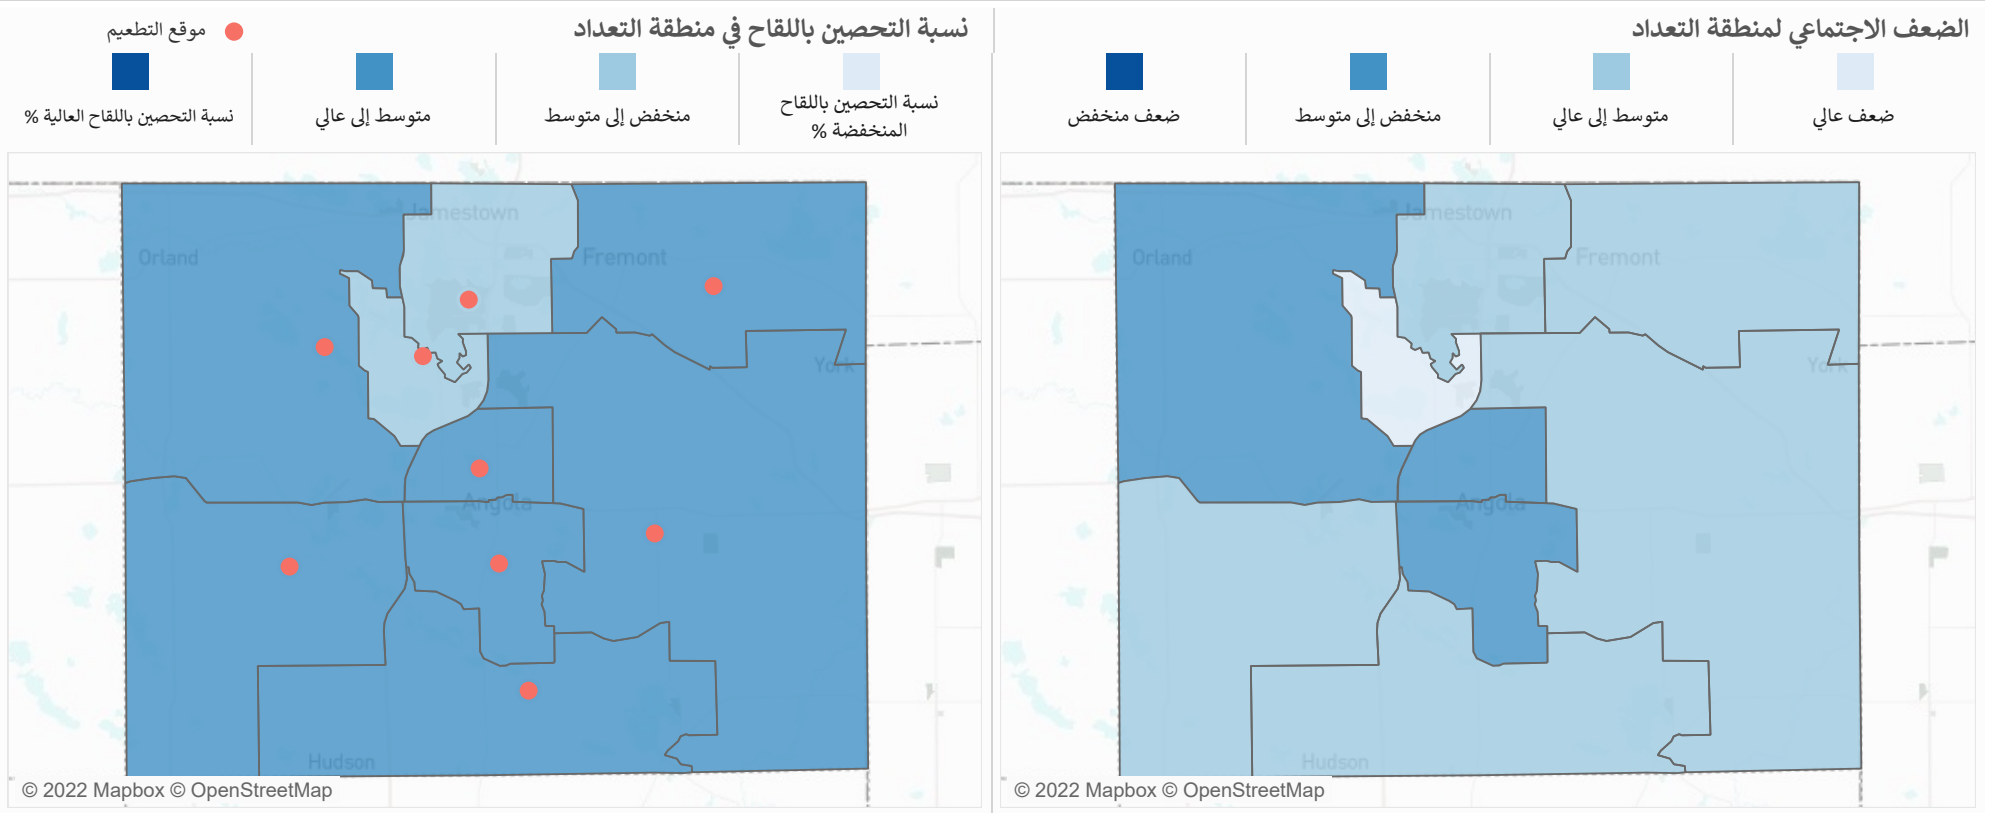 الضعف الاجتماعي لمنطقة التعداد
ضعف عالي
متوسط إلى عالي
منخفض إلى متوسط
ضعف منخفض
Jamestown
Orland
Fremont
York
Angola
Hudson
© 2022 Mapbox © OpenStreetMap
نسبة التحصين باللقاح في منطقة التعداد
موقع التطعيم
نسبة التحصين باللقاح
المنخفضة %
منخفض إلى متوسط
متوسط إلى عالي
نسبة التحصين باللقاح العالية %
Jamestown
Orland
Fremont
York
Angola
Hudson
© 2022 Mapbox © OpenStreetMap